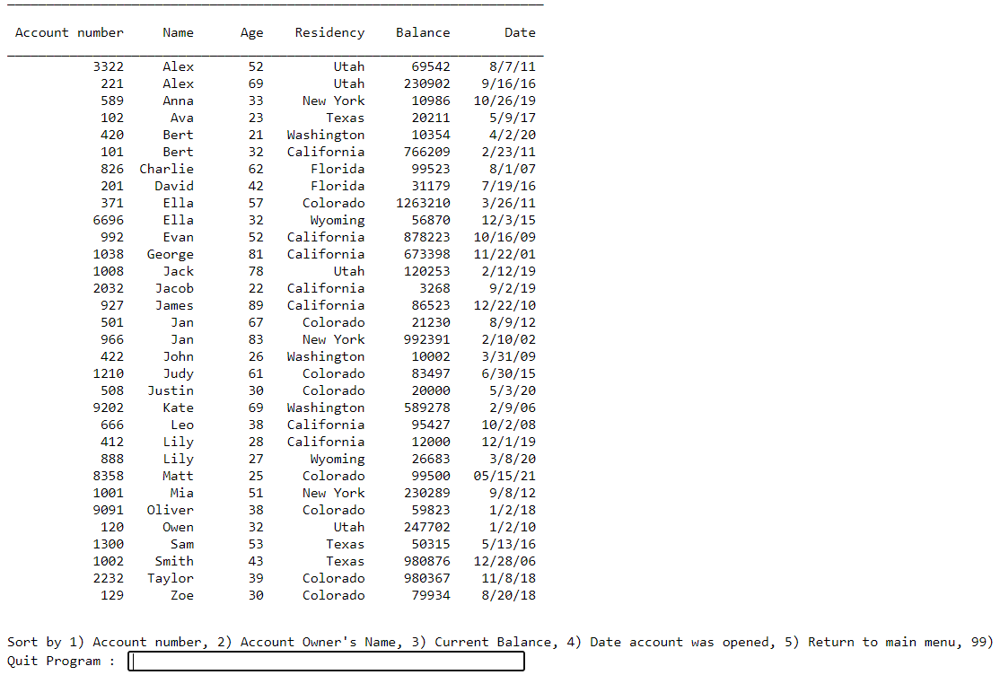 Account number Name Age Residency Balance Date
3322 Alex 52 Utah 69542 8/7/11
221 Alex 69 Utah 230902 9/16/16
589 Anna 33 New York 10986 10/26/19
102 Ava 23 Texas 20211 5/9/17
420 Bert 21 Washington 10354 4/2/20
101 Bert 32 California 766209 2/23/11
826 Charlie 62 Florida 99523 8/1/07
201 David 42 Florida 31179 7/19/16
371 Ella 57 Colorado 1263210 3/26/11
6696 Ella 32 Wyoming 56870 12/3/15
992 Evan 52 California 878223 10/16/09
1038 George 81 California 673398 11/22/01
1008 Jack 78 Utah 120253 2/12/19
2032 Jacob 22 California 3268 9/2/19
927 James 89 California 86523 12/22/10
501 Jan 67 Colorado 21230 8/9/12
966 Jan 83 New York 992391 2/10/02
422 John 26 Washington 10002 3/31/09
1210 Judy 61 Colorado 83497 6/30/15
508 Justin 30 Colorado 20000 5/3/20
9202 Kate 69 Washington 589278 2/9/06
666 Leo 38 California 95427 10/2/08
412 Lily 28 California 12000 12/1/19
888 Lily 27 Wyoming 26683 3/8/20
8358 Matt 25 Colorado 99500 05/15/21
1001 Mia 51 New York 230289 9/8/12
9091 Oliver 38 Colorado 59823 1/2/18
120 Owen 32 Utah 247702 1/2/10
1300 Sam 53 Texas 50315 5/13/16
1002 Smith 43 Texas 980876 12/28/06
2232 Taylor 39 Colorado 980367 11/8/18
129 Zoe 30 Colorado 79934 8/20/18
Sort by 1) Account number, 2) Account Owner's Name, 3) Current Balance, 4) Date account was opened, 5) Return to main menu, 99)
Quit Program :